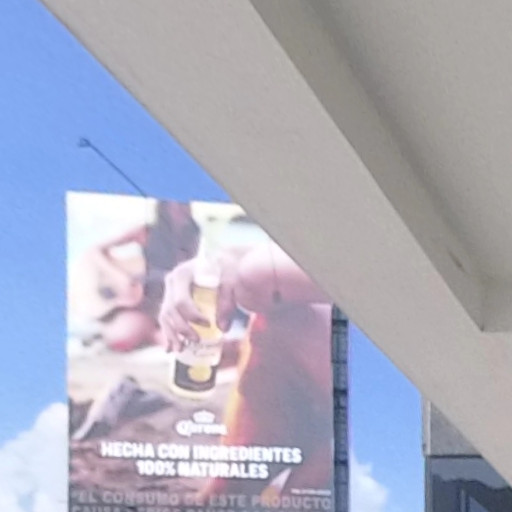 Corona
HECHA CON INGREDIENTES
100% NATURALES
"EL CONSUMO DE ESTE PRODUCTO